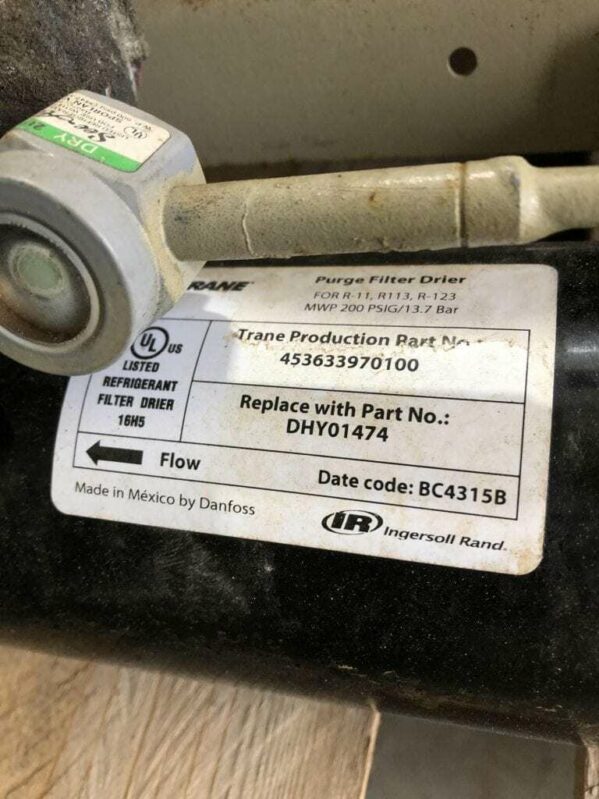 DRY
SPORLAN
RANE
Purge Filter Drier
FOR R-11, R113, R-123
MWP 200 PSIG/13.7 Bar
UL US
LISTED
REFRIGERANT
FILTER DRIER
16H5
Trane Production Part No.:
453633970100
Replace with Part No.:
DHY01474
Flow
Date code: BC4315B
Made in México by Danfoss
IR Ingersoll Rand.